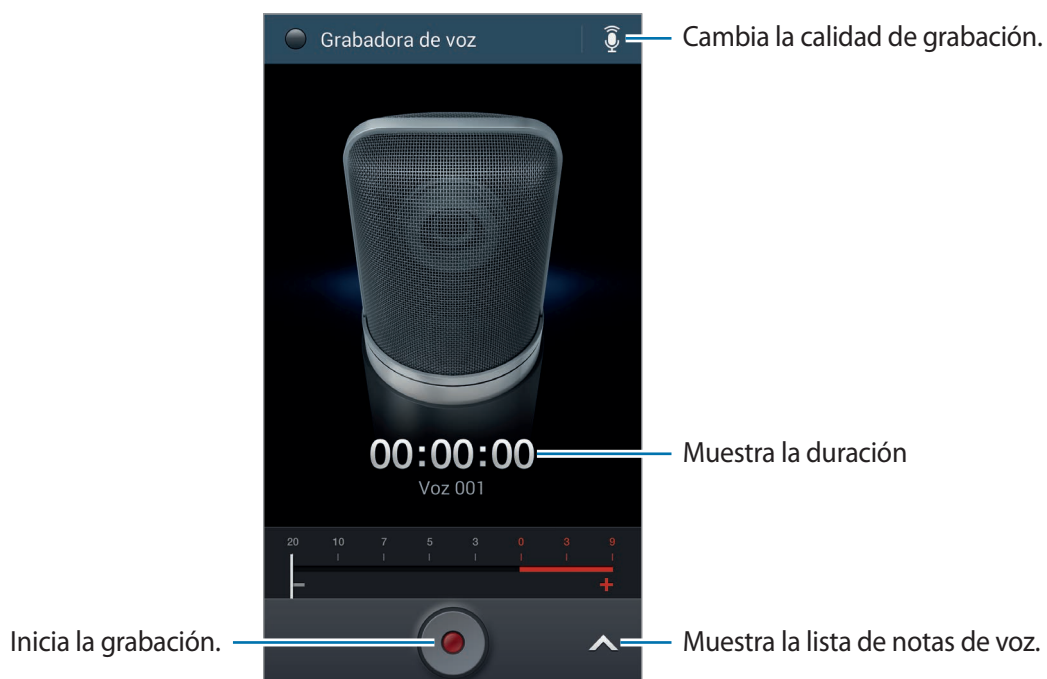 Grabadora de voz
Cambia la calidad de grabación.
00:00:00
Muestra la duración
Voz 001
20 10 7 5 3 0 3 9
− +
Inicia la grabación.
Muestra la lista de notas de voz.